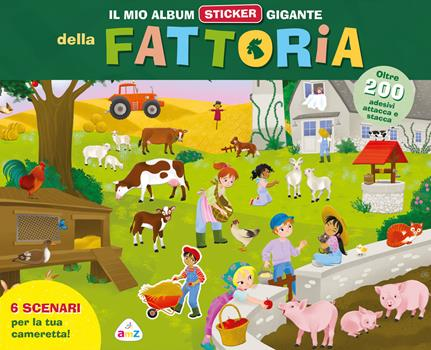 IL MIO ALBUM STICKER GIGANTE
della FATTORiA
Oltre
200
adesivi
attacca e
stacca
6 SCENARI
per la tua
cameretta!
amZ